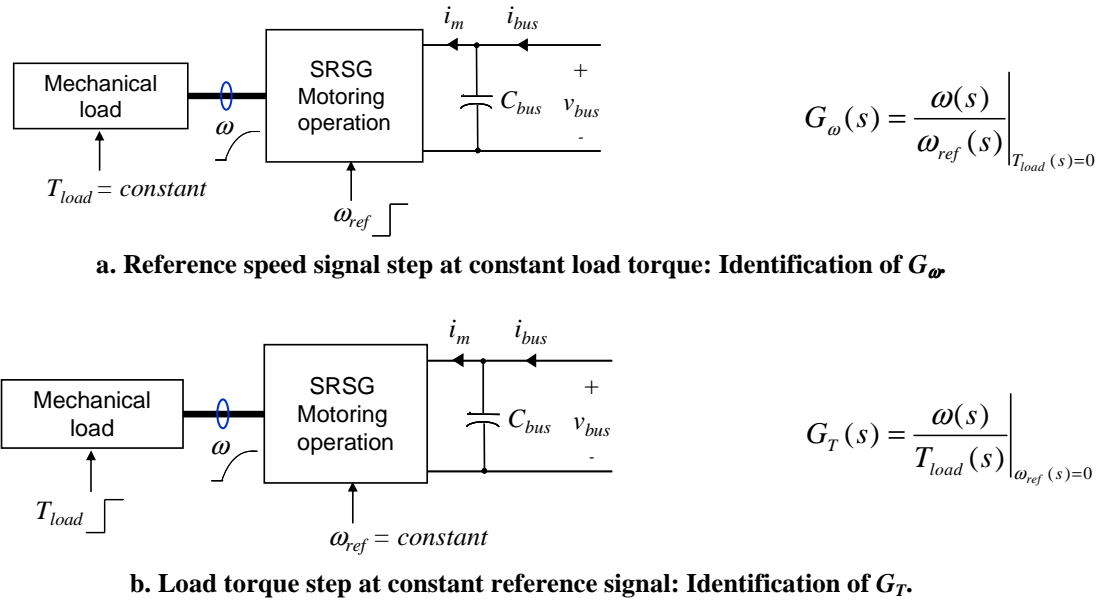 i_m i_bus
Mechanical load
SRSG Motoring operation
ω
C_bus
+
v_bus
-
T_load = constant
ω_ref
G_ω(s) = ω(s) / ω_ref(s) |_{T_load(s)=0}
a. Reference speed signal step at constant load torque: Identification of G_ω.
i_m i_bus
Mechanical load
SRSG Motoring operation
ω
C_bus
+
v_bus
-
T_load
ω_ref = constant
G_T(s) = ω(s) / T_load(s) |_{ω_ref(s)=0}
b. Load torque step at constant reference signal: Identification of G_T.